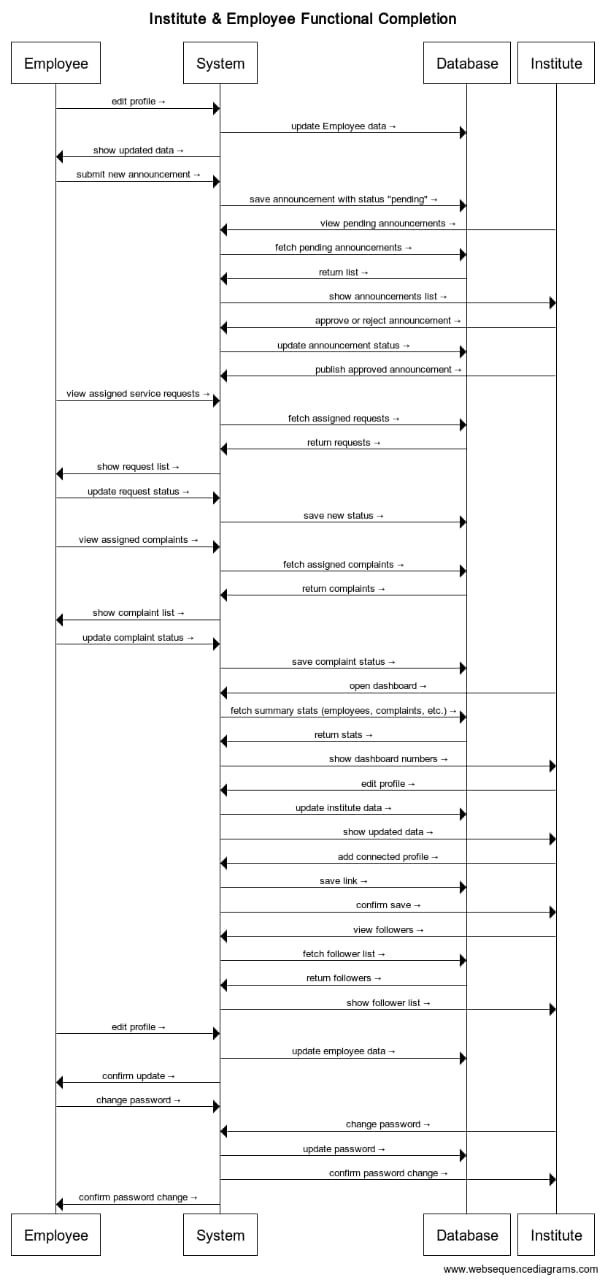 Institute & Employee Functional Completion
Employee System Database Institute
edit profile →
update Employee data →
show updated data →
submit new announcement →
save announcement with status "pending" →
view pending announcements →
fetch pending announcements →
return list →
show announcements list →
approve or reject announcement →
update announcement status →
publish approved announcement →
view assigned service requests →
fetch assigned requests →
return requests →
show request list →
update request status →
save new status →
view assigned complaints →
fetch assigned complaints →
return complaints →
show complaint list →
update complaint status →
save complaint status →
open dashboard →
fetch summary stats (employees, complaints, etc.) →
return stats →
show dashboard numbers →
edit profile →
update institute data →
show updated data →
add connected profile →
save link →
confirm save →
view followers →
fetch follower list →
return followers →
show follower list →
edit profile →
update employee data →
confirm update →
change password →
change password →
update password →
confirm password change →
confirm password change →
Employee System Database Institute
www.websequencediagrams.com